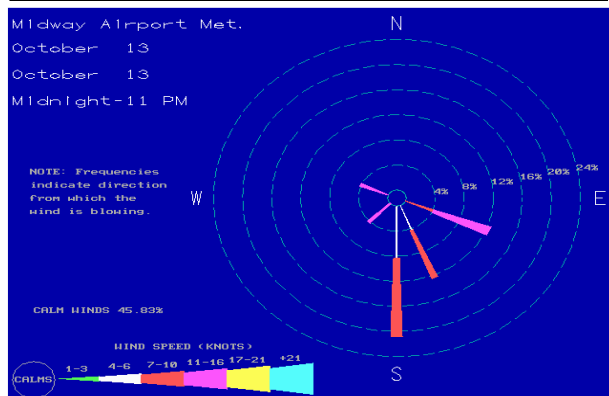 Midway Airport Met.
October 13
October 13
Midnight-11 PM
N
NOTE: Frequencies
indicate direction
from which the
wind is blowing.
W
E
4%
8%
12%
16%
20%
24%
CALM WINDS 45.83%
WIND SPEED (KNOTS)
CALMS
1-3
4-6
7-10
11-16
17-21
+21
S